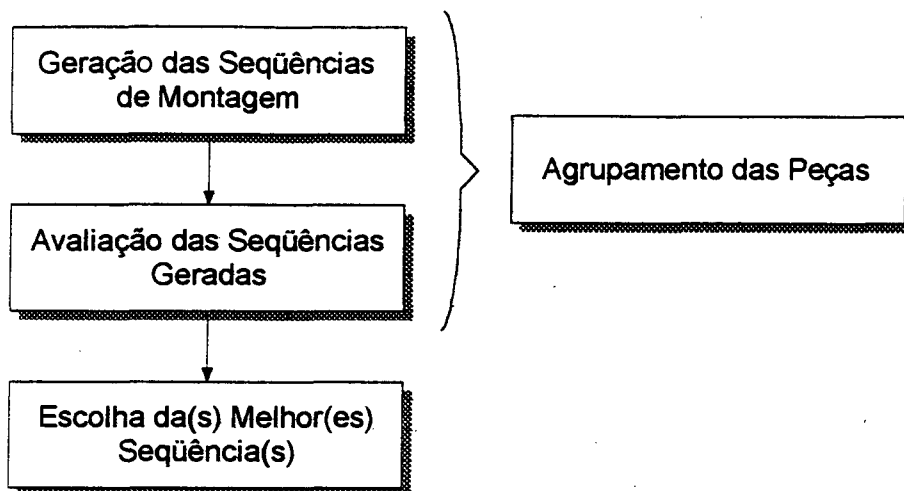 Geração das Seqüências
de Montagem
Agrupamento das Peças
Avaliação das Seqüências
Geradas
Escolha da(s) Melhor(es)
Seqüência(s)